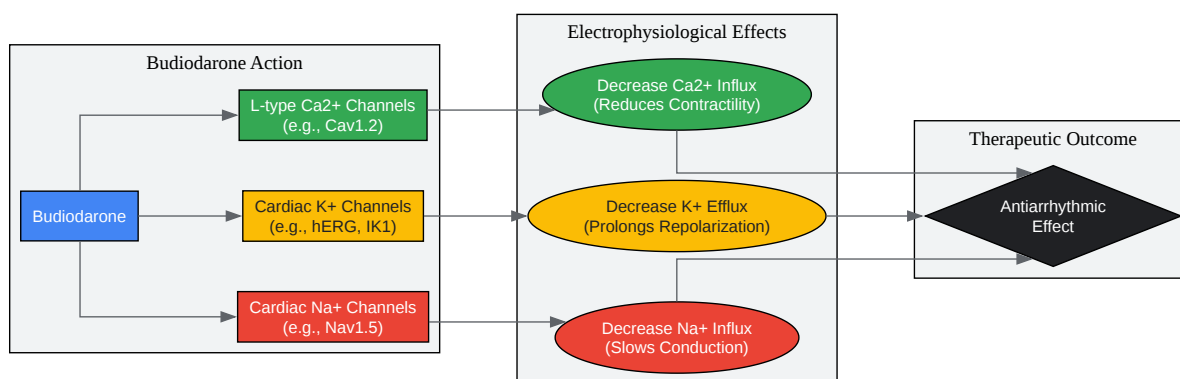 Budiodarone Action
Budiodarone
L-type Ca2+ Channels
(e.g., Cav1.2)
Cardiac K+ Channels
(e.g., hERG, IK1)
Cardiac Na+ Channels
(e.g., Nav1.5)
Electrophysiological Effects
Decrease Ca2+ Influx
(Reduces Contractility)
Decrease K+ Efflux
(Prolongs Repolarization)
Decrease Na+ Influx
(Slows Conduction)
Therapeutic Outcome
Antiarrhythmic
Effect